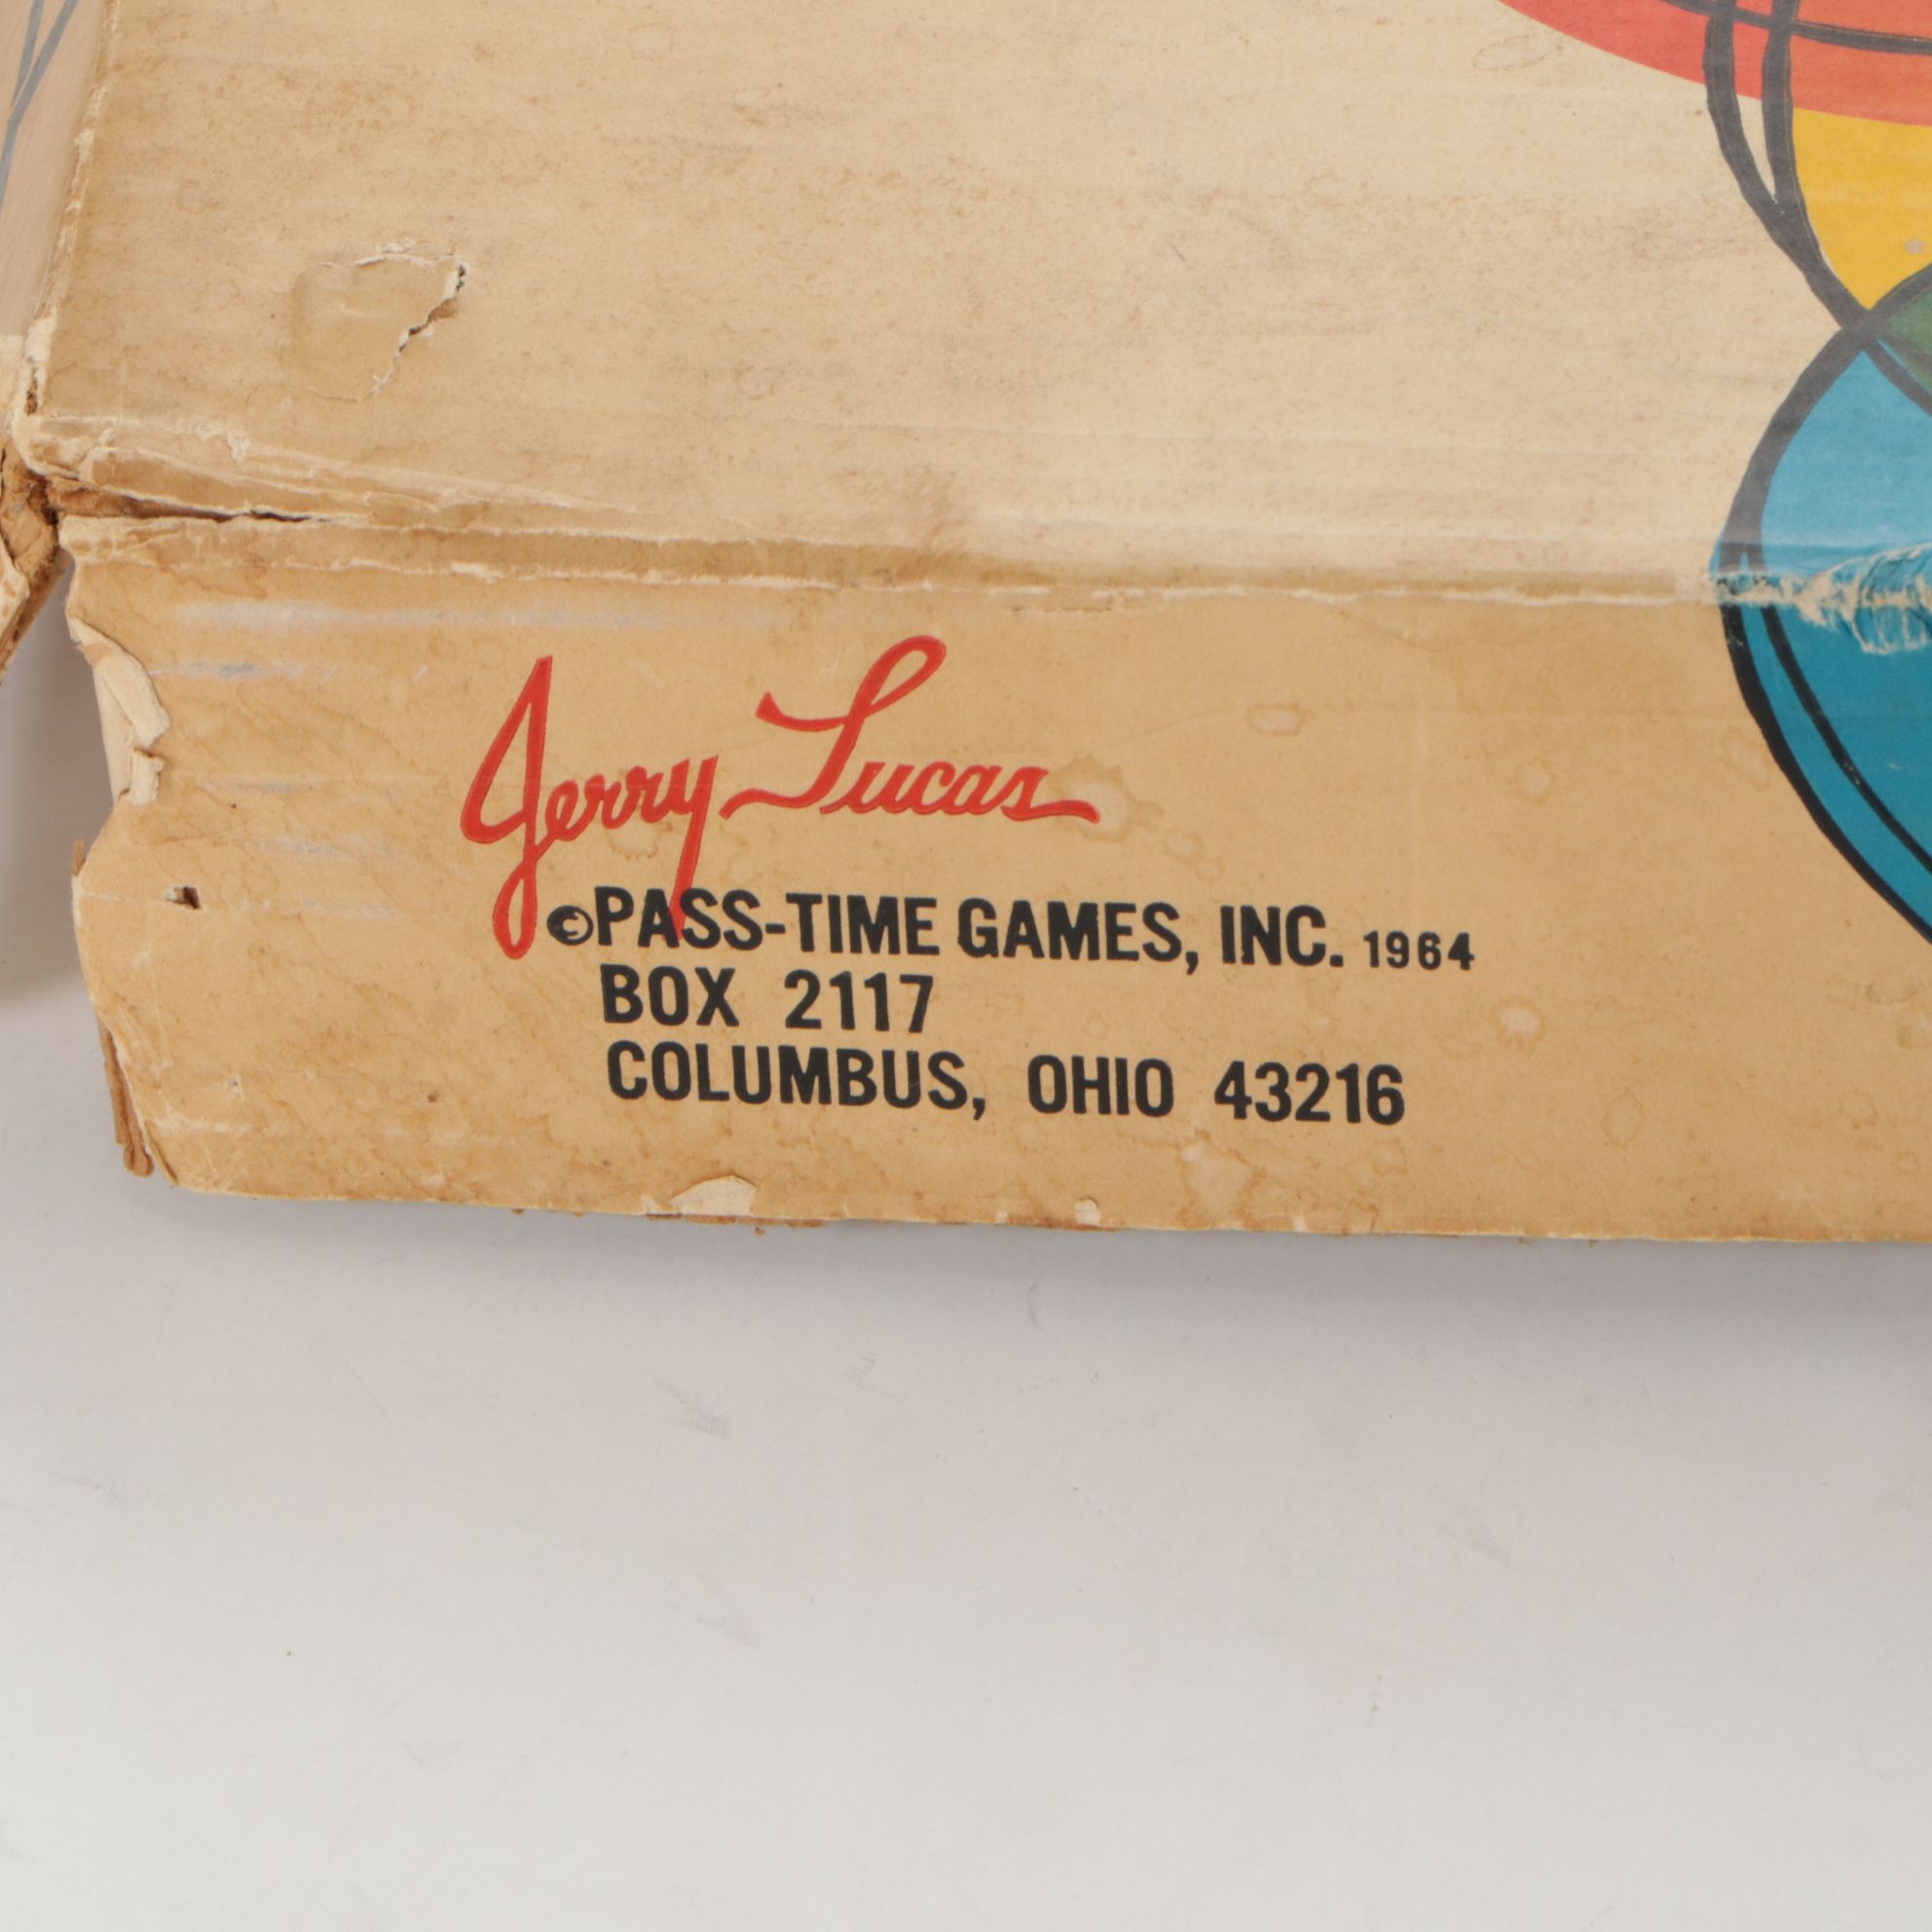 Jerry Lucas
©PASS-TIME GAMES, INC. 1964
BOX 2117
COLUMBUS, OHIO 43216